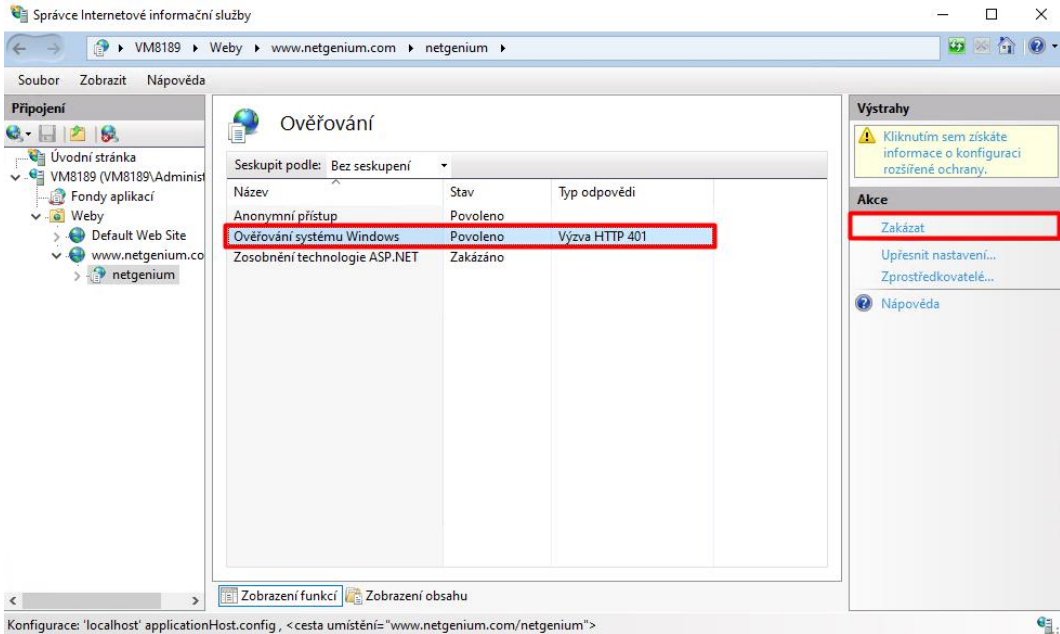 Správce Internetové informační služby
VM8189 Weby www.netgenium.com netgenium
Soubor Zobrazit Nápověda
Připojení
Úvodní stránka
VM8189 (VM8189\Administ
Fondy aplikací
Weby
Default Web Site
www.netgenium.co
netgenium
Ověřování
Seskupit podle: Bez seskupení
Název Stav Typ odpovědi
Anonymní přístup Povoleno
Ověřování systému Windows Povoleno Výzva HTTP 401
Zosobnění technologie ASP.NET Zakázáno
Zobrazení funkcí Zobrazení obsahu
Výstrahy
Kliknutím sem získáte
informace o konfiguraci
rozšířené ochrany.
Akce
Zakázat
Upřesnit nastavení...
Zprostředkovatelé...
Nápověda
Konfigurace: 'localhost' applicationHost.config , <cesta umístění="www.netgenium.com/netgenium">